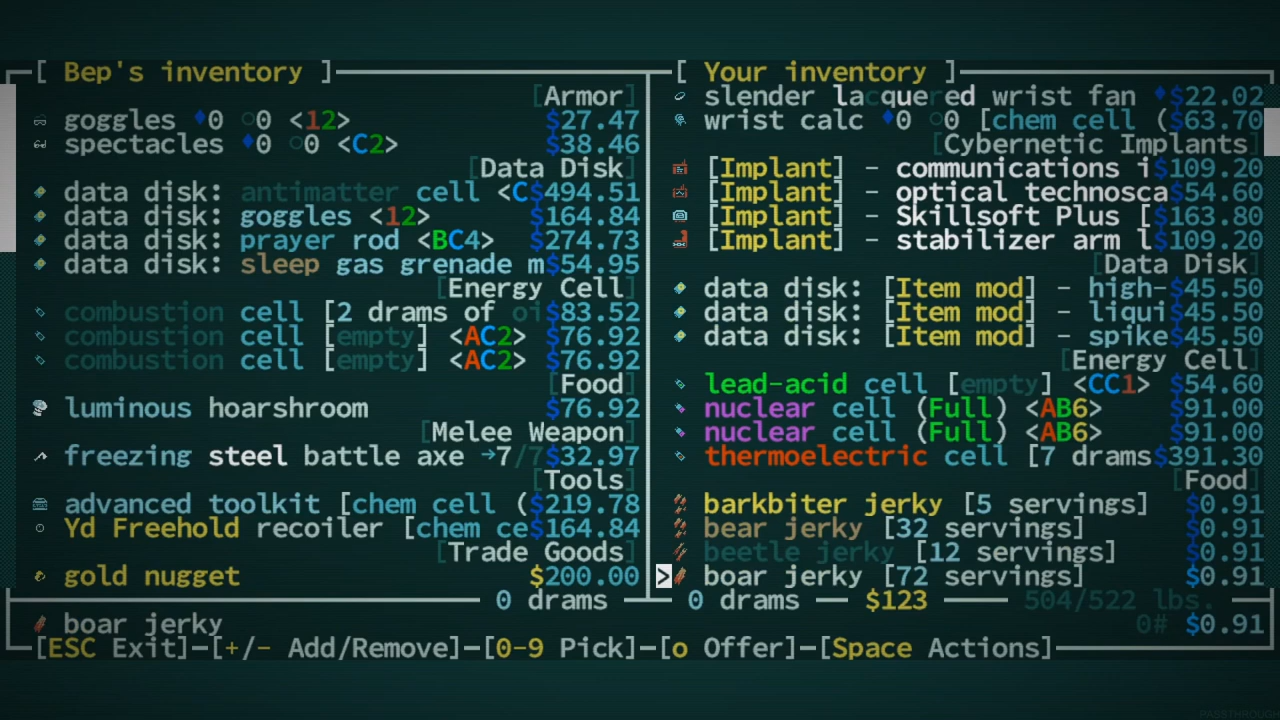 [ Bep's inventory ]
[Armor]
goggles ♦0 ○0 <12> $27.47
spectacles ♦0 ○0 <C2> $38.46
[Data Disk]
data disk: antimatter cell <C$494.51
data disk: goggles <12> $164.84
data disk: prayer rod <BC4> $274.73
data disk: sleep gas grenade m$54.95
[Energy Cell]
combustion cell [2 drams of oi$83.52
combustion cell [empty] <AC2> $76.92
combustion cell [empty] <AC2> $76.92
[Food]
luminous hoarshroom $76.92
[Melee Weapon]
freezing steel battle axe →7/7$32.97
[Tools]
advanced toolkit [chem cell ($219.78
Yd Freehold recoiler [chem ce$164.84
[Trade Goods]
gold nugget $200.00
0 drams
[ Your inventory ]
slender lacquered wrist fan ♦$22.02
wrist calc ♦0 ○0 [chem cell ($63.70
[Cybernetic Implants]
[Implant] - communications i$109.20
[Implant] - optical technosca$54.60
[Implant] - Skillsoft Plus [$163.80
[Implant] - stabilizer arm l$109.20
[Data Disk]
data disk: [Item mod] - high-$45.50
data disk: [Item mod] - liqui$45.50
data disk: [Item mod] - spike$45.50
[Energy Cell]
lead-acid cell [empty] <CC1> $54.60
nuclear cell (Full) <AB6> $91.00
nuclear cell (Full) <AB6> $91.00
thermoelectric cell [7 drams$391.30
[Food]
barkbiter jerky [5 servings] $0.91
bear jerky [32 servings] $0.91
beetle jerky [12 servings] $0.91
> boar jerky [72 servings] $0.91
0 drams — $123 — 504/522 lbs.
boar jerky 0# $0.91
[ESC Exit]—[+/- Add/Remove]—[0-9 Pick]—[o Offer]—[Space Actions]